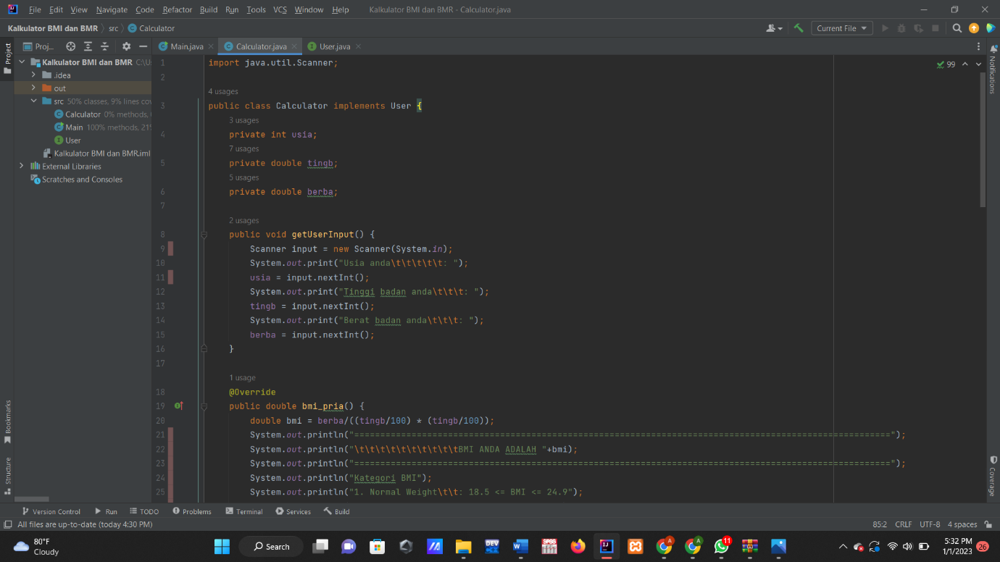 File Edit View Navigate Code Refactor Build Run Tools VCS Window Help Kalkulator BMI dan BMR - Calculator.java
Kalkulator BMI dan BMR src Calculator Current File
Project Proj... Main.java Calculator.java User.java
Kalkulator BMI dan BMR C:\U
.idea
out
src 50% classes, 9% lines cov
Calculator 0% methods,
Main 100% methods, 21%
User
Kalkulator BMI dan BMR.iml
External Libraries
Scratches and Consoles
99
Notifications
1 import java.util.Scanner;
2
4 usages
3 public class Calculator implements User {
3 usages
4 private int usia;
7 usages
5 private double tingb;
5 usages
6 private double berba;
7
2 usages
8 public void getUserInput() {
9 Scanner input = new Scanner(System.in);
10 System.out.print("Usia anda\t\t\t\t\t: ");
11 usia = input.nextInt();
12 System.out.print("Tinggi badan anda\t\t\t: ");
13 tingb = input.nextInt();
14 System.out.print("Berat badan anda\t\t\t: ");
15 berba = input.nextInt();
16 }
17
1 usage
18 @Override
19 public double bmi_pria() {
20 double bmi = berba/((tingb/100) * (tingb/100));
21 System.out.println("=======================================================================================================");
22 System.out.println("\t\t\t\t\t\t\t\t\t\tBMI ANDA ADALAH "+bmi);
23 System.out.println("=======================================================================================================");
24 System.out.println("Kategori BMI");
25 System.out.println("1. Normal Weight\t\t: 18.5 <= BMI <= 24.9");
Bookmarks
Structure
Coverage
Version Control Run TODO Problems Terminal Services Build
All files are up-to-date (today 4:30 PM) 85:2 CRLF UTF-8 4 spaces
80°F
Cloudy
Search
DEV
SPSS
11
A
A
5:32 PM
1/1/2023
26